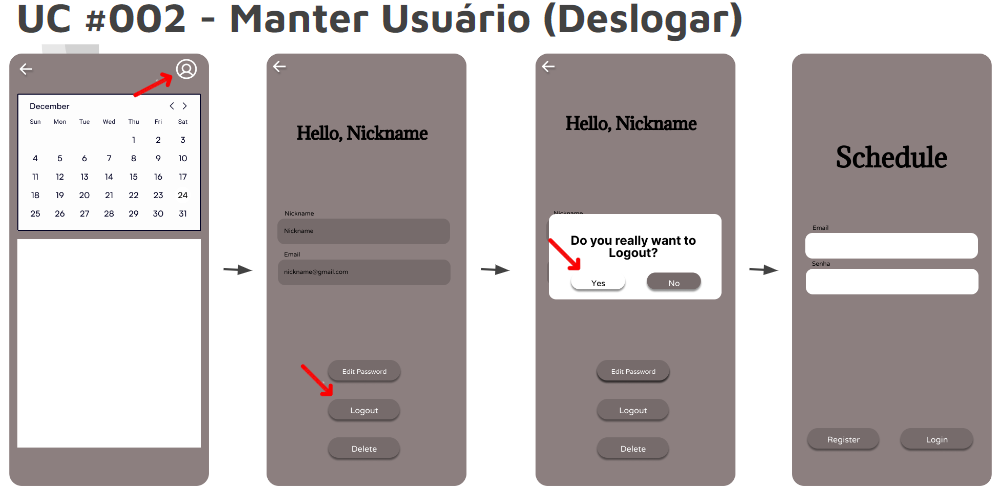 UC #002 - Manter Usuário (Deslogar)
December
Sun Mon Tue Wed Thu Fri Sat
1 2 3
4 5 6 7 8 9 10
11 12 13 14 15 16 17
18 19 20 21 22 23 24
25 26 27 28 29 30 31
Hello, Nickname
Nickname
Nickname
Email
nickname@gmail.com
Edit Password
Logout
Delete
Hello, Nickname
Nickname
Do you really want to
Logout?
Yes No
Edit Password
Logout
Delete
Schedule
Email
Senha
Register Login